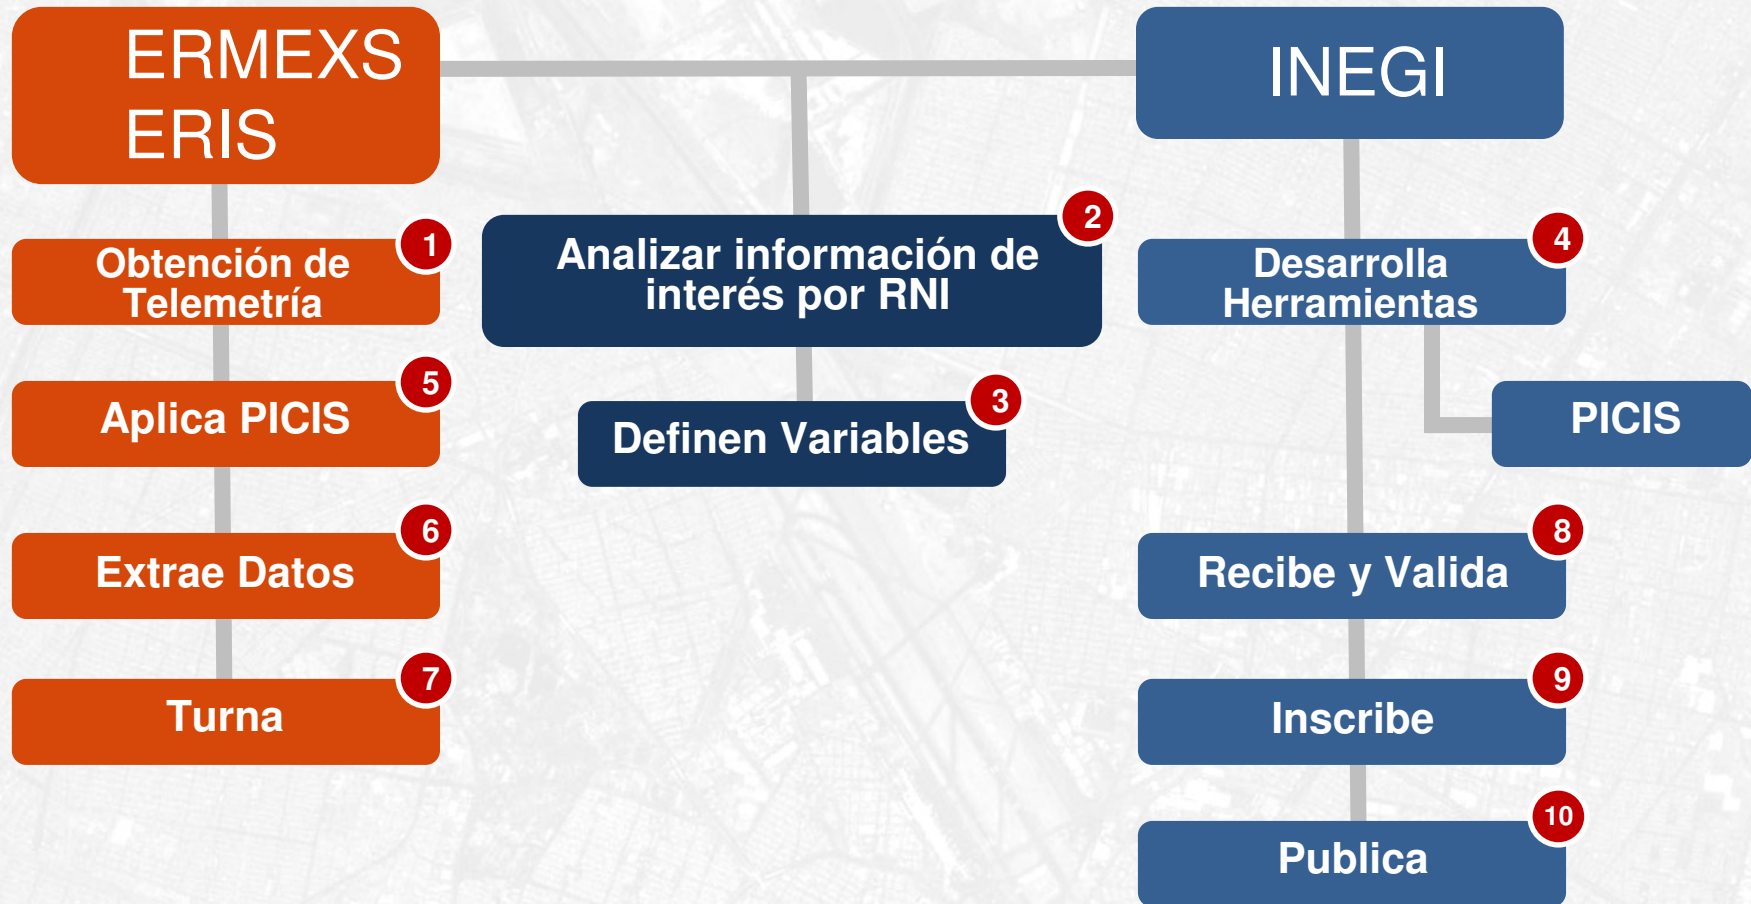 ERMEXS
ERIS
INEGI
1
Obtención de
Telemetría
2
Analizar información de
interés por RNI
3
Definen Variables
4
Desarrolla
Herramientas
PICIS
5
Aplica PICIS
6
Extrae Datos
7
Turna
8
Recibe y Valida
9
Inscribe
10
Publica